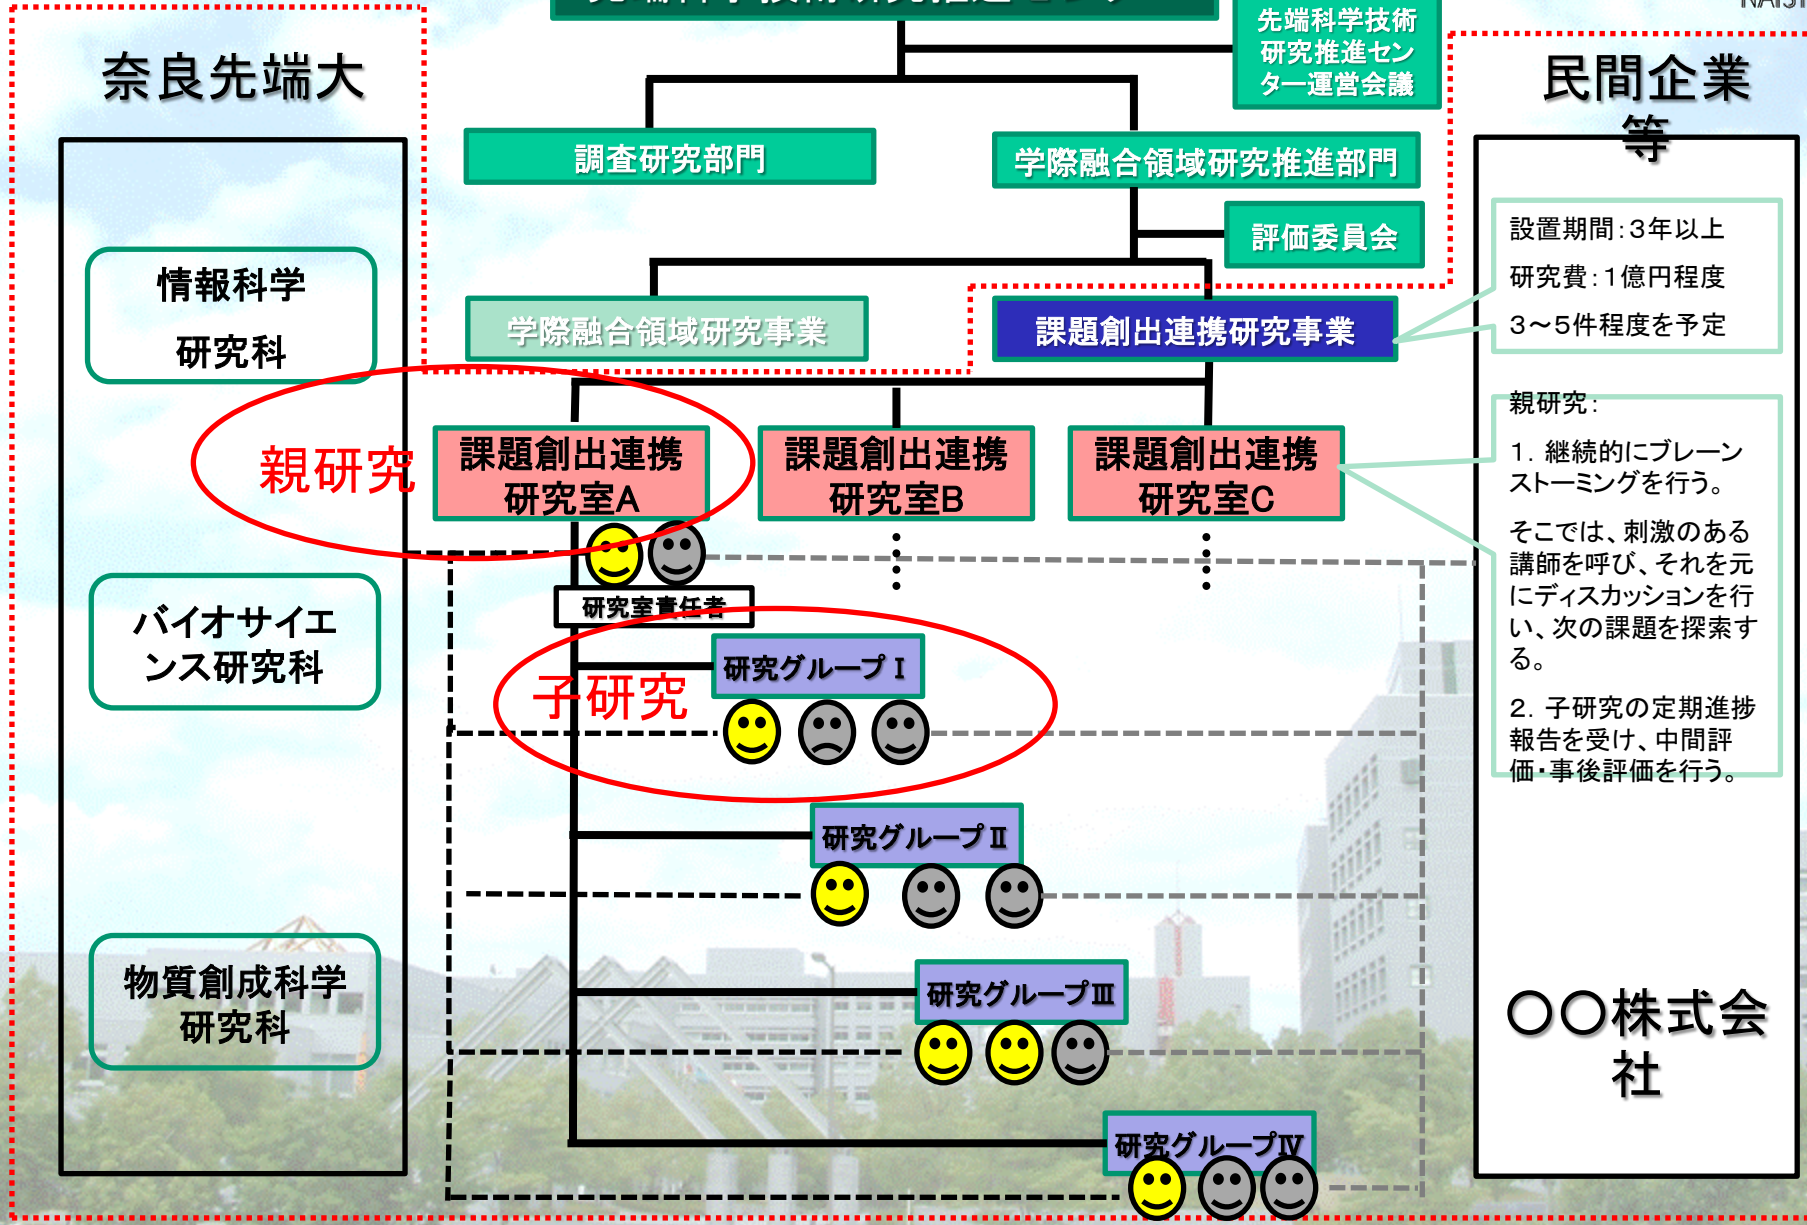 先端科学技術
研究推進セン
ター運営会議
奈良先端大
民間企業
等
調査研究部門
学際融合領域研究推進部門
評価委員会
設置期間：3年以上
研究費：1億円程度
3～5件程度を予定
情報科学
研究科
学際融合領域研究事業
課題創出連携研究事業
親研究
課題創出連携
研究室A
課題創出連携
研究室B
課題創出連携
研究室C
親研究：
1．継続的にブレーン
ストーミングを行う。
そこでは、刺激のある
講師を呼び、それを元
にディスカッションを行
い、次の課題を探索す
る。
2．子研究の定期進捗
報告を受け、中間評
価・事後評価を行う。
研究室責任者
バイオサイエ
ンス研究科
研究グループⅠ
子研究
研究グループⅡ
物質創成科学
研究科
研究グループⅢ
〇〇株式会
社
研究グループⅣ